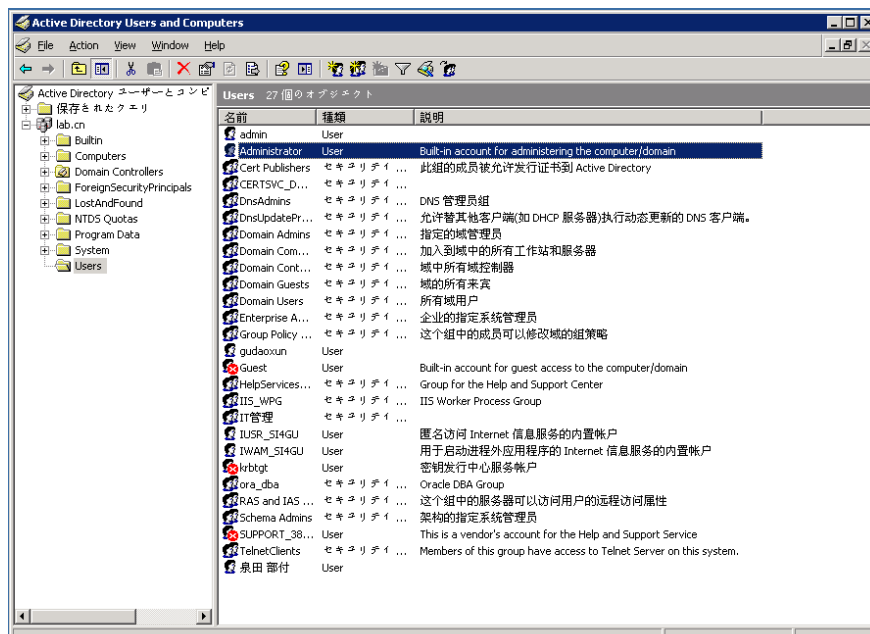 Active Directory Users and Computers
File Action View Window Help
Active Directory ユーザーとコンピ
保存されたクエリ
lab.cn
Builtin
Computers
Domain Controllers
ForeignSecurityPrincipals
LostAndFound
NTDS Quotas
Program Data
System
Users
Users 27 個のオブジェクト
名前 種類 説明
admin User
Administrator User Built-in account for administering the computer/domain
Cert Publishers セキュリティ ... 此组的成员被允许发行证书到 Active Directory
CERTSVC_D... セキュリティ ...
DnsAdmins セキュリティ ... DNS 管理员组
DnsUpdatePr... セキュリティ ... 允许替其他客户端(如 DHCP 服务器)执行动态更新的 DNS 客户端。
Domain Admins セキュリティ ... 指定的域管理员
Domain Com... セキュリティ ... 加入到域中的所有工作站和服务器
Domain Cont... セキュリティ ... 域中所有域控制器
Domain Guests セキュリティ ... 域的所有来宾
Domain Users セキュリティ ... 所有域用户
Enterprise A... セキュリティ ... 企业的指定系统管理员
Group Policy ... セキュリティ ... 这个组中的成员可以修改域的组策略
gudaoxun User
Guest User Built-in account for guest access to the computer/domain
HelpServices... セキュリティ ... Group for the Help and Support Center
IIS_WPG セキュリティ ... IIS Worker Process Group
IT管理 セキュリティ ...
IUSR_SI4GU User 匿名访问 Internet 信息服务的内置帐户
IWAM_SI4GU User 用于启动进程外应用程序的 Internet 信息服务的内置帐户
krbtgt User 密钥发行中心服务帐户
ora_dba セキュリティ ... Oracle DBA Group
RAS and IAS ... セキュリティ ... 这个组中的服务器可以访问用户的远程访问属性
Schema Admins セキュリティ ... 架构的指定系统管理员
SUPPORT_38... User This is a vendor's account for the Help and Support Service
TelnetClients セキュリティ ... Members of this group have access to Telnet Server on this system.
泉田 部付 User